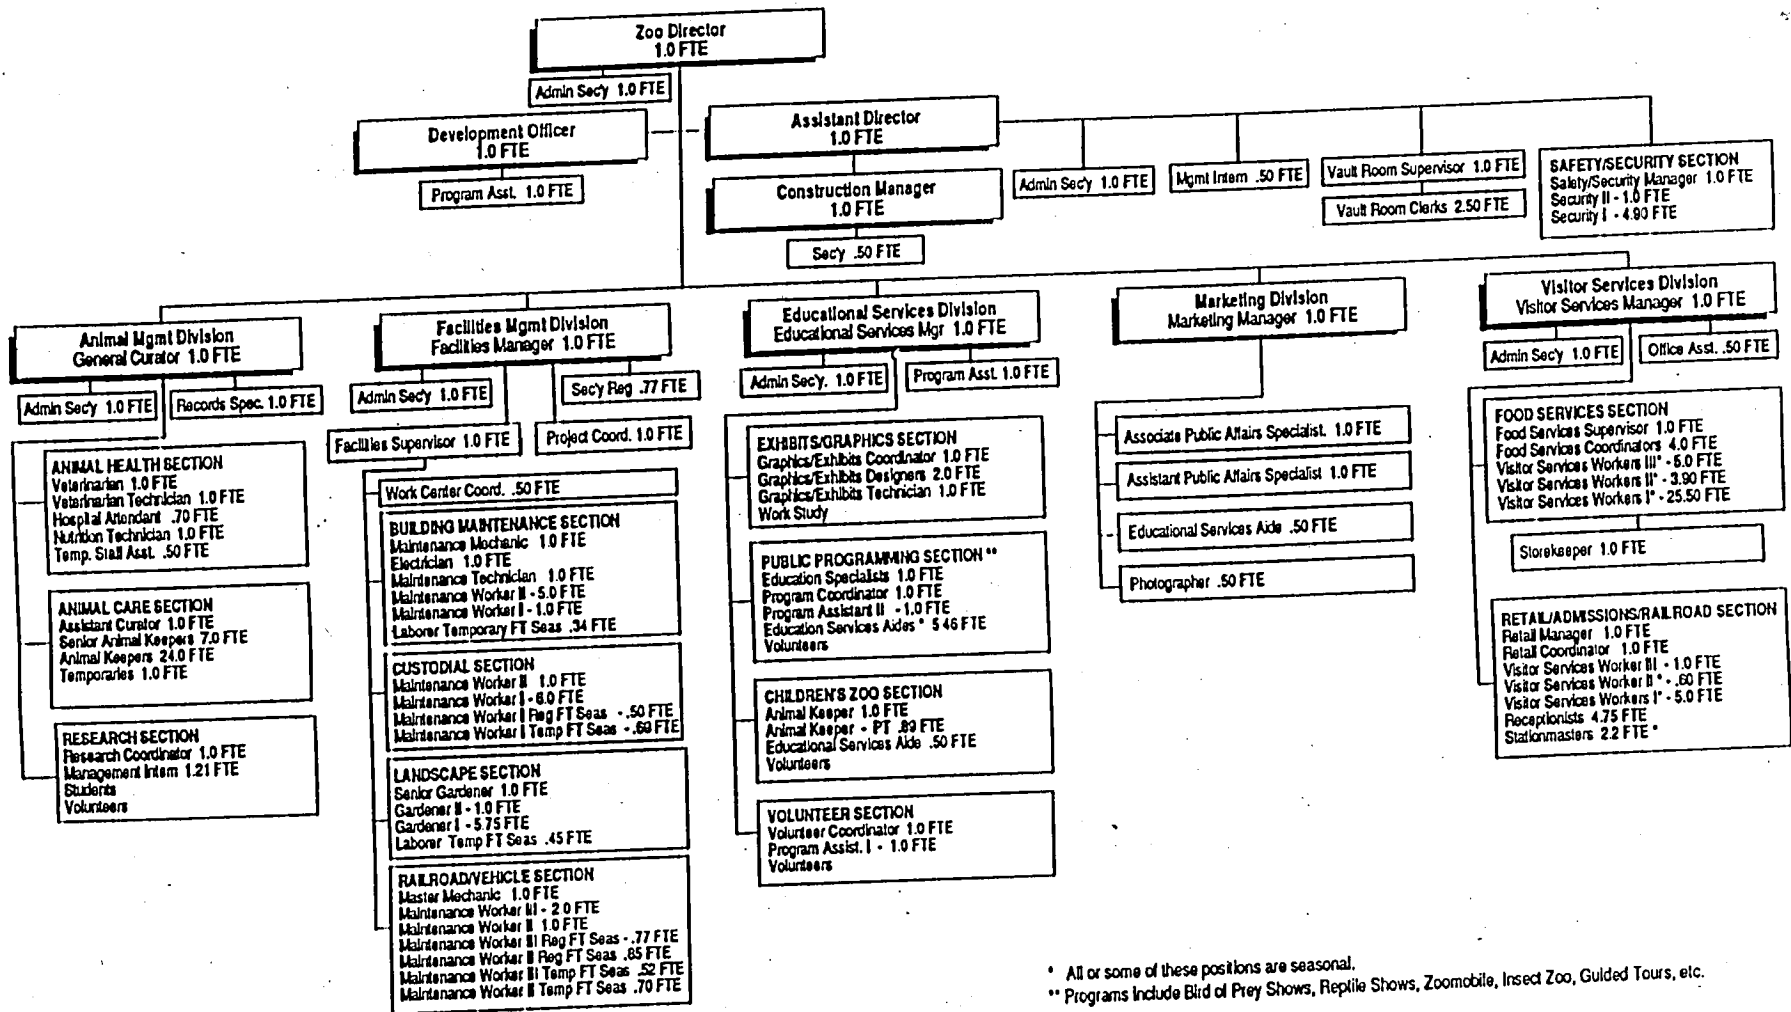 Zoo Director
1.0 FTE
Admin Sec'y 1.0 FTE
Development Officer
1.0 FTE
Program Asst. 1.0 FTE
Assistant Director
1.0 FTE
Construction Manager
1.0 FTE
Sec'y .50 FTE
Admin Sec'y 1.0 FTE
Mgmt Intern .50 FTE
Vault Room Supervisor 1.0 FTE
Vault Room Clerks 2.50 FTE
SAFETY/SECURITY SECTION
Safety/Security Manager 1.0 FTE
Security II - 1.0 FTE
Security I - 4.90 FTE
Animal Mgmt Division
General Curator 1.0 FTE
Admin Sec'y 1.0 FTE
Records Spec. 1.0 FTE
ANIMAL HEALTH SECTION
Veterinarian 1.0 FTE
Veterinarian Technician 1.0 FTE
Hospital Attendant .70 FTE
Nutrition Technician 1.0 FTE
Temp. Staff Asst. .50 FTE
ANIMAL CARE SECTION
Assistant Curator 1.0 FTE
Senior Animal Keepers 7.0 FTE
Animal Keepers 24.0 FTE
Temporaries 1.0 FTE
RESEARCH SECTION
Research Coordinator 1.0 FTE
Management Intern 1.21 FTE
Students
Volunteers
Facilities Mgmt Division
Facilities Manager 1.0 FTE
Admin Sec'y 1.0 FTE
Sec'y Reg .77 FTE
Facilities Supervisor 1.0 FTE
Project Coord. 1.0 FTE
Work Center Coord. .50 FTE
BUILDING MAINTENANCE SECTION
Maintenance Mechanic 1.0 FTE
Electrician 1.0 FTE
Maintenance Technician 1.0 FTE
Maintenance Worker II - 5.0 FTE
Maintenance Worker I - 1.0 FTE
Laborer Temporary FT Seas .34 FTE
CUSTODIAL SECTION
Maintenance Worker II 1.0 FTE
Maintenance Worker I - 6.0 FTE
Maintenance Worker I Reg FT Seas - .50 FTE
Maintenance Worker I Temp FT Seas - .69 FTE
LANDSCAPE SECTION
Senior Gardener 1.0 FTE
Gardener II - 1.0 FTE
Gardener I - 5.75 FTE
Laborer Temp FT Seas .45 FTE
RAILROAD/VEHICLE SECTION
Master Mechanic 1.0 FTE
Maintenance Worker III - 2.0 FTE
Maintenance Worker II 1.0 FTE
Maintenance Worker III Reg FT Seas - .77 FTE
Maintenance Worker II Reg FT Seas .85 FTE
Maintenance Worker III Temp FT Seas .52 FTE
Maintenance Worker II Temp FT Seas .70 FTE
Educational Services Division
Educational Services Mgr 1.0 FTE
Admin Sec'y. 1.0 FTE
Program Asst. 1.0 FTE
EXHIBITS/GRAPHICS SECTION
Graphics/Exhibits Coordinator 1.0 FTE
Graphics/Exhibits Designers 2.0 FTE
Graphics/Exhibits Technician 1.0 FTE
Work Study
PUBLIC PROGRAMMING SECTION **
Education Specialists 1.0 FTE
Program Coordinator 1.0 FTE
Program Assistant II - 1.0 FTE
Education Services Aides * 5.46 FTE
Volunteers
CHILDREN'S ZOO SECTION
Animal Keeper 1.0 FTE
Animal Keeper - PT .89 FTE
Educational Services Aide .50 FTE
Volunteers
VOLUNTEER SECTION
Volunteer Coordinator 1.0 FTE
Program Assist. I - 1.0 FTE
Volunteers
Marketing Division
Marketing Manager 1.0 FTE
Associate Public Affairs Specialist. 1.0 FTE
Assistant Public Affairs Specialist 1.0 FTE
Educational Services Aide .50 FTE
Photographer .50 FTE
Visitor Services Division
Visitor Services Manager 1.0 FTE
Admin Sec'y 1.0 FTE
Office Asst. .50 FTE
FOOD SERVICES SECTION
Food Services Supervisor 1.0 FTE
Food Services Coordinators 4.0 FTE
Visitor Services Workers III* - 5.0 FTE
Visitor Services Workers II* - 3.90 FTE
Visitor Services Workers I* - 25.50 FTE
Storekeeper 1.0 FTE
RETAIL/ADMISSIONS/RAILROAD SECTION
Retail Manager 1.0 FTE
Retail Coordinator 1.0 FTE
Visitor Services Worker III - 1.0 FTE
Visitor Services Worker II * - .60 FTE
Visitor Services Workers I* - 5.0 FTE
Receptionists 4.75 FTE
Stationmasters 2.2 FTE *
* All or some of these positions are seasonal.
** Programs Include Bird of Prey Shows, Reptile Shows, Zoomobile, Insect Zoo, Guided Tours, etc.